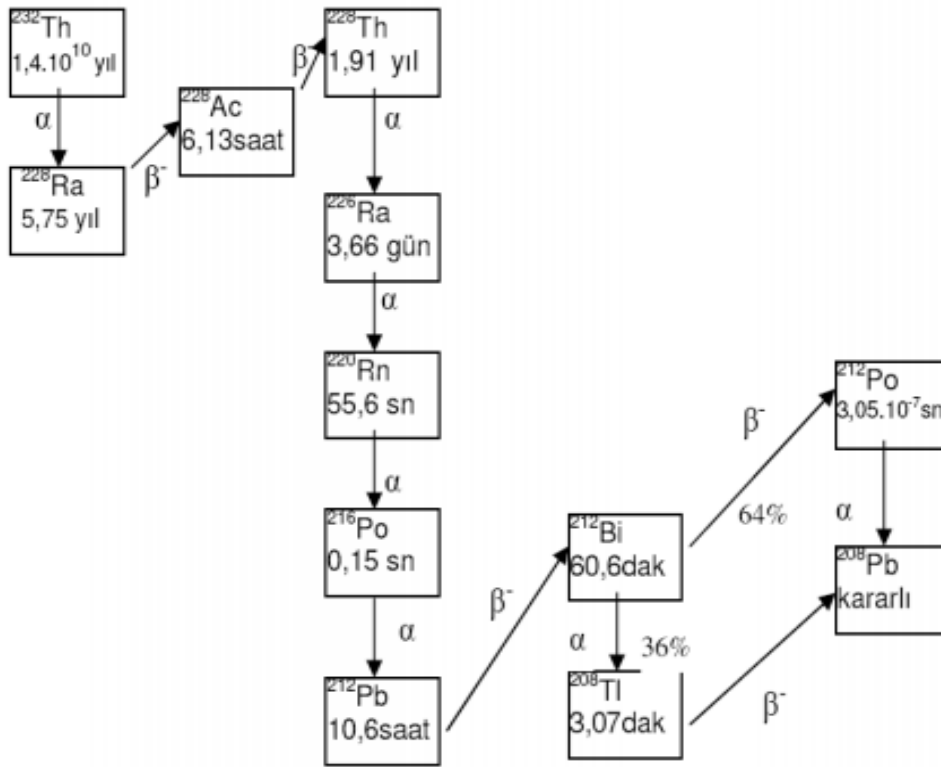 ²³²Th
1,4.10¹⁰ yıl
α
²²⁸Ra
5,75 yıl
β⁻
²²⁸Ac
6,13saat
β⁻
²²⁸Th
1,91 yıl
α
²²⁶Ra
3,66 gün
α
²²⁰Rn
55,6 sn
α
²¹⁶Po
0,15 sn
α
²¹²Pb
10,6saat
β⁻
²¹²Bi
60,6dak
α
36%
²⁰⁸Tl
3,07dak
β⁻
β⁻
64%
²¹²Po
3,05.10⁻⁷sn
α
²⁰⁸Pb
kararlı